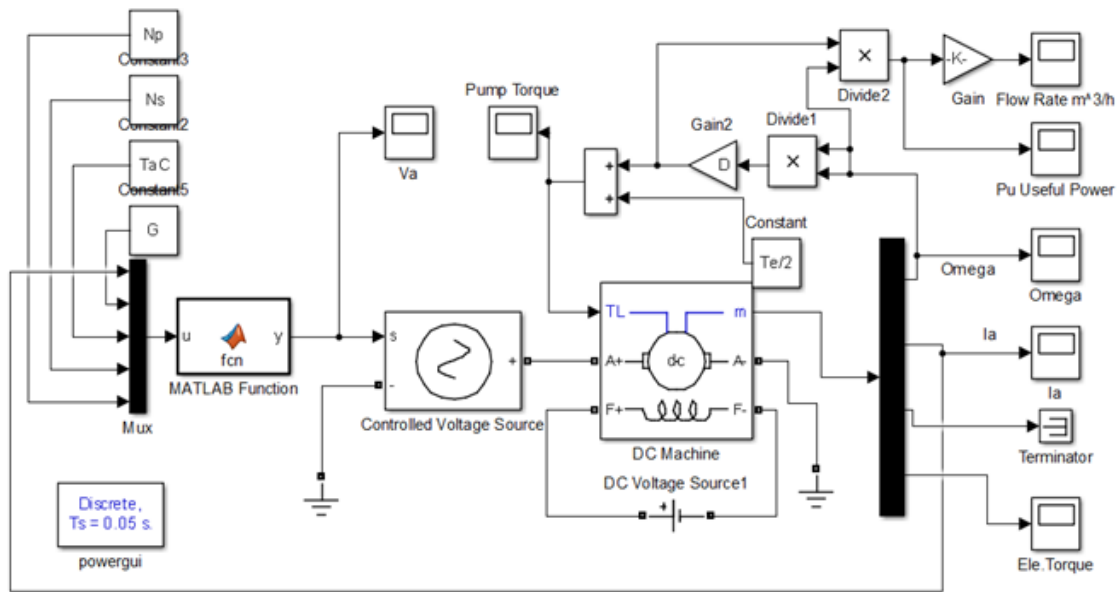 Np
Constant3
Ns
Constant2
TaC
Constant5
G
Mux
u
fcn
y
MATLAB Function
Discrete,
Ts = 0.05 s.
powergui
Va
Pump Torque
s
-
+
Controlled Voltage Source
+
+
Gain2
D
Divide1
×
Divide2
×
-K-
Gain
Flow Rate m^3/h
Pu Useful Power
Constant
Te/2
TL
m
A+
dc
A-
F+
F-
DC Machine
DC Voltage Source1
+
Omega
Omega
Ia
Ia
Terminator
Ele.Torque